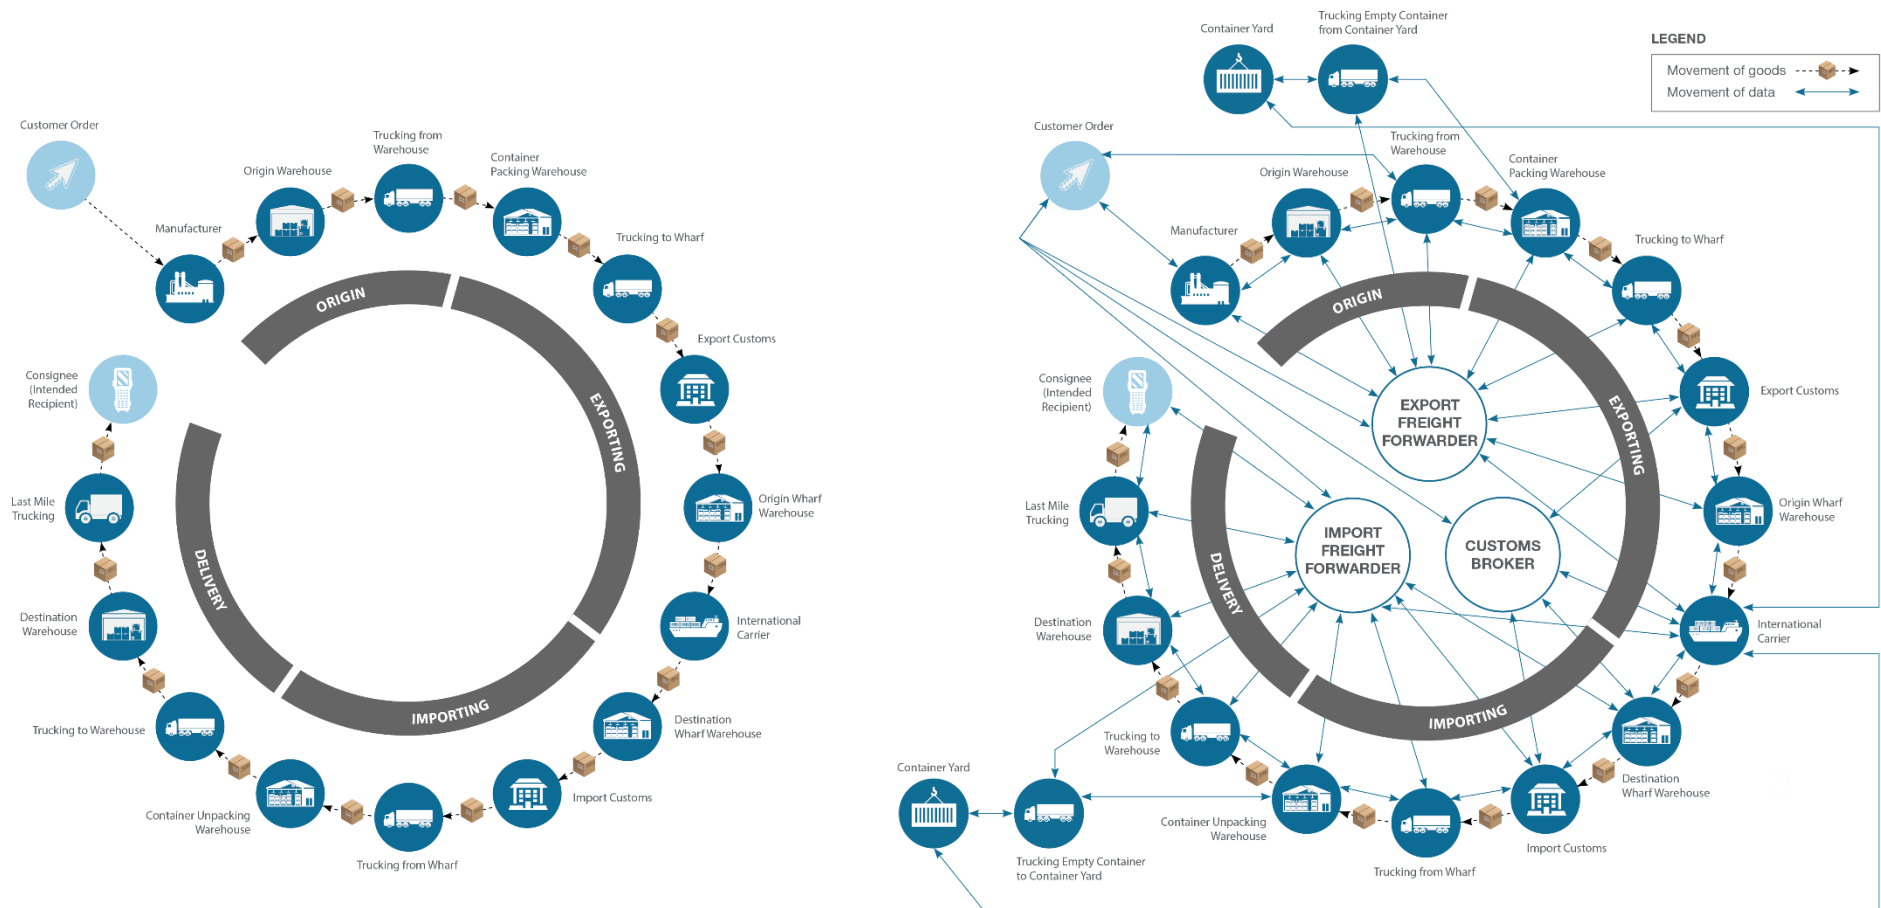 Customer Order
Manufacturer
Origin Warehouse
Trucking from
Warehouse
Container
Packing Warehouse
Trucking to Wharf
Export Customs
Origin Wharf
Warehouse
International
Carrier
Destination
Wharf Warehouse
Import Customs
Trucking from Wharf
Container Unpacking
Warehouse
Trucking to Warehouse
Destination
Warehouse
Last Mile
Trucking
Consignee
(Intended
Recipient)
ORIGIN
EXPORTING
IMPORTING
DELIVERY
Container Yard
Trucking Empty Container
from Container Yard
LEGEND
Movement of goods
Movement of data
Customer Order
Manufacturer
Origin Warehouse
Trucking from
Warehouse
Container
Packing Warehouse
Trucking to Wharf
Export Customs
Origin Wharf
Warehouse
International
Carrier
Destination
Wharf Warehouse
Import Customs
Trucking from Wharf
Container Unpacking
Warehouse
Trucking Empty Container
to Container Yard
Container Yard
Trucking to
Warehouse
Destination
Warehouse
Last Mile
Trucking
Consignee
(Intended
Recipient)
ORIGIN
EXPORTING
IMPORTING
DELIVERY
EXPORT
FREIGHT
FORWARDER
IMPORT
FREIGHT
FORWARDER
CUSTOMS
BROKER